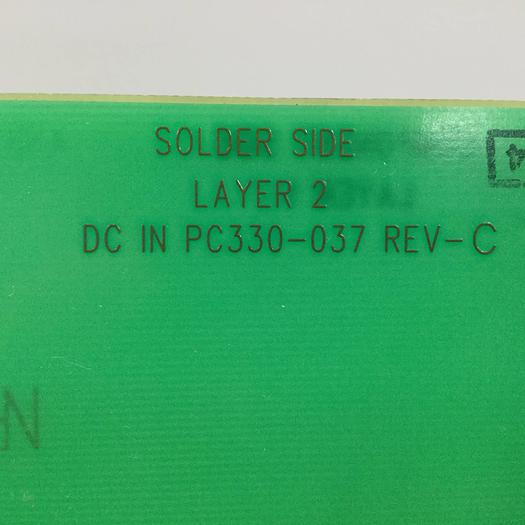 SOLDER SIDE
LAYER 2
DC IN PC330-037 REV-C
N